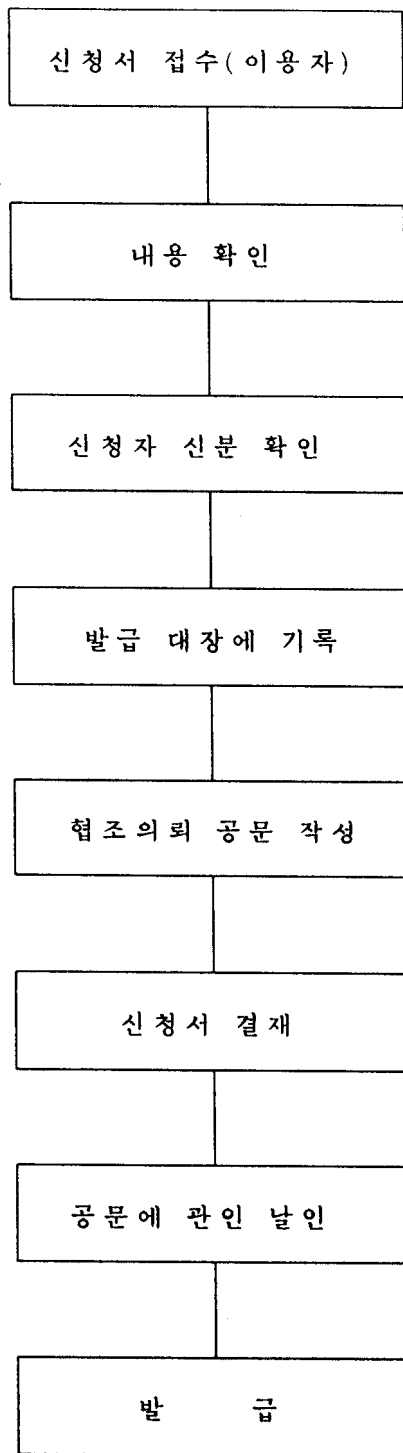 신청서 접수(이용자)
내용 확인
신청자 신분 확인
발급 대장에 기록
협조의뢰 공문 작성
신청서 결재
공문에 관인 날인
발 급